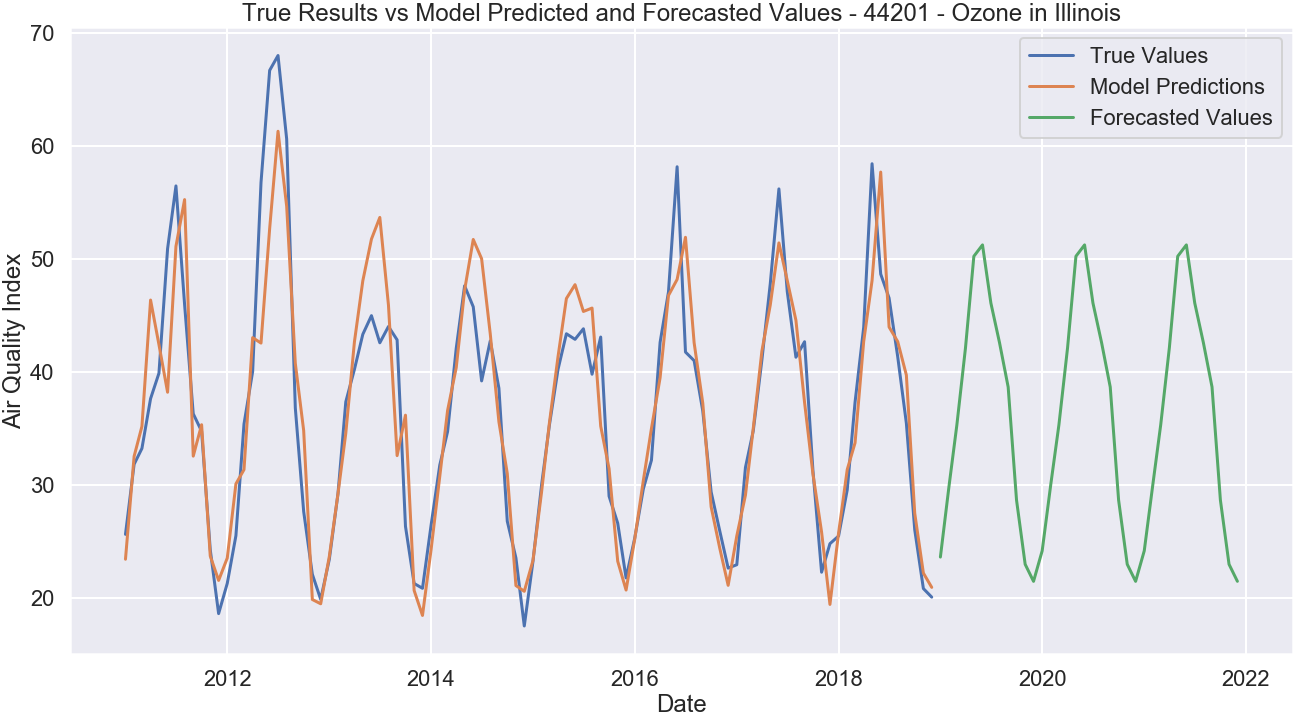 True Results vs Model Predicted and Forecasted Values - 44201 - Ozone in Illinois
70
60
50
40
30
20
Air Quality Index
True Values
Model Predictions
Forecasted Values
2012
2014
2016
2018
2020
2022
Date